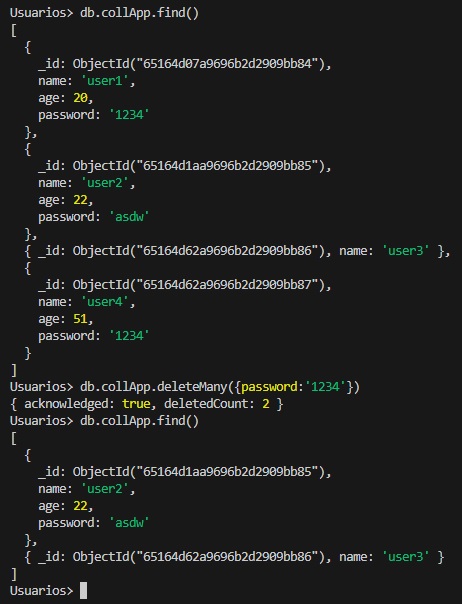 Usuarios> db.collApp.find()
[
  {
    _id: ObjectId("65164d07a9696b2d2909bb84"),
    name: 'user1',
    age: 20,
    password: '1234'
  },
  {
    _id: ObjectId("65164d1aa9696b2d2909bb85"),
    name: 'user2',
    age: 22,
    password: 'asdw'
  },
  { _id: ObjectId("65164d62a9696b2d2909bb86"), name: 'user3' },
  {
    _id: ObjectId("65164d62a9696b2d2909bb87"),
    name: 'user4',
    age: 51,
    password: '1234'
  }
]
Usuarios> db.collApp.deleteMany({password:'1234'})
{ acknowledged: true, deletedCount: 2 }
Usuarios> db.collApp.find()
[
  {
    _id: ObjectId("65164d1aa9696b2d2909bb85"),
    name: 'user2',
    age: 22,
    password: 'asdw'
  },
  { _id: ObjectId("65164d62a9696b2d2909bb86"), name: 'user3' }
]
Usuarios>